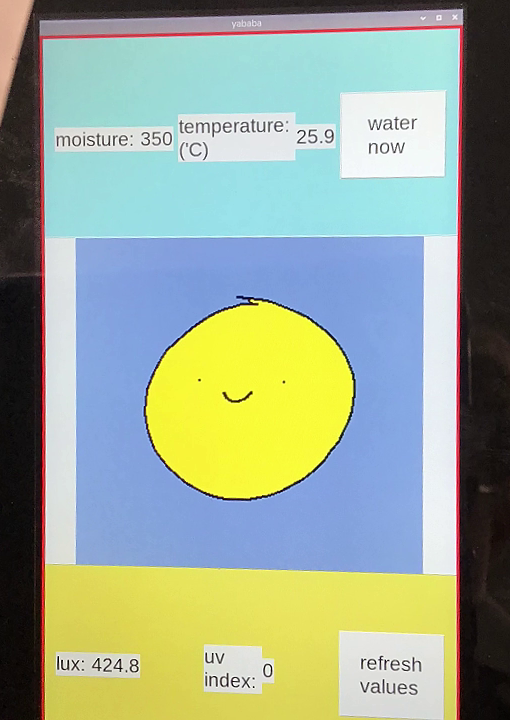 yababa
moisture: 350
temperature:
('C)
25.9
water
now
lux: 424.8
uv
index:
0
refresh
values